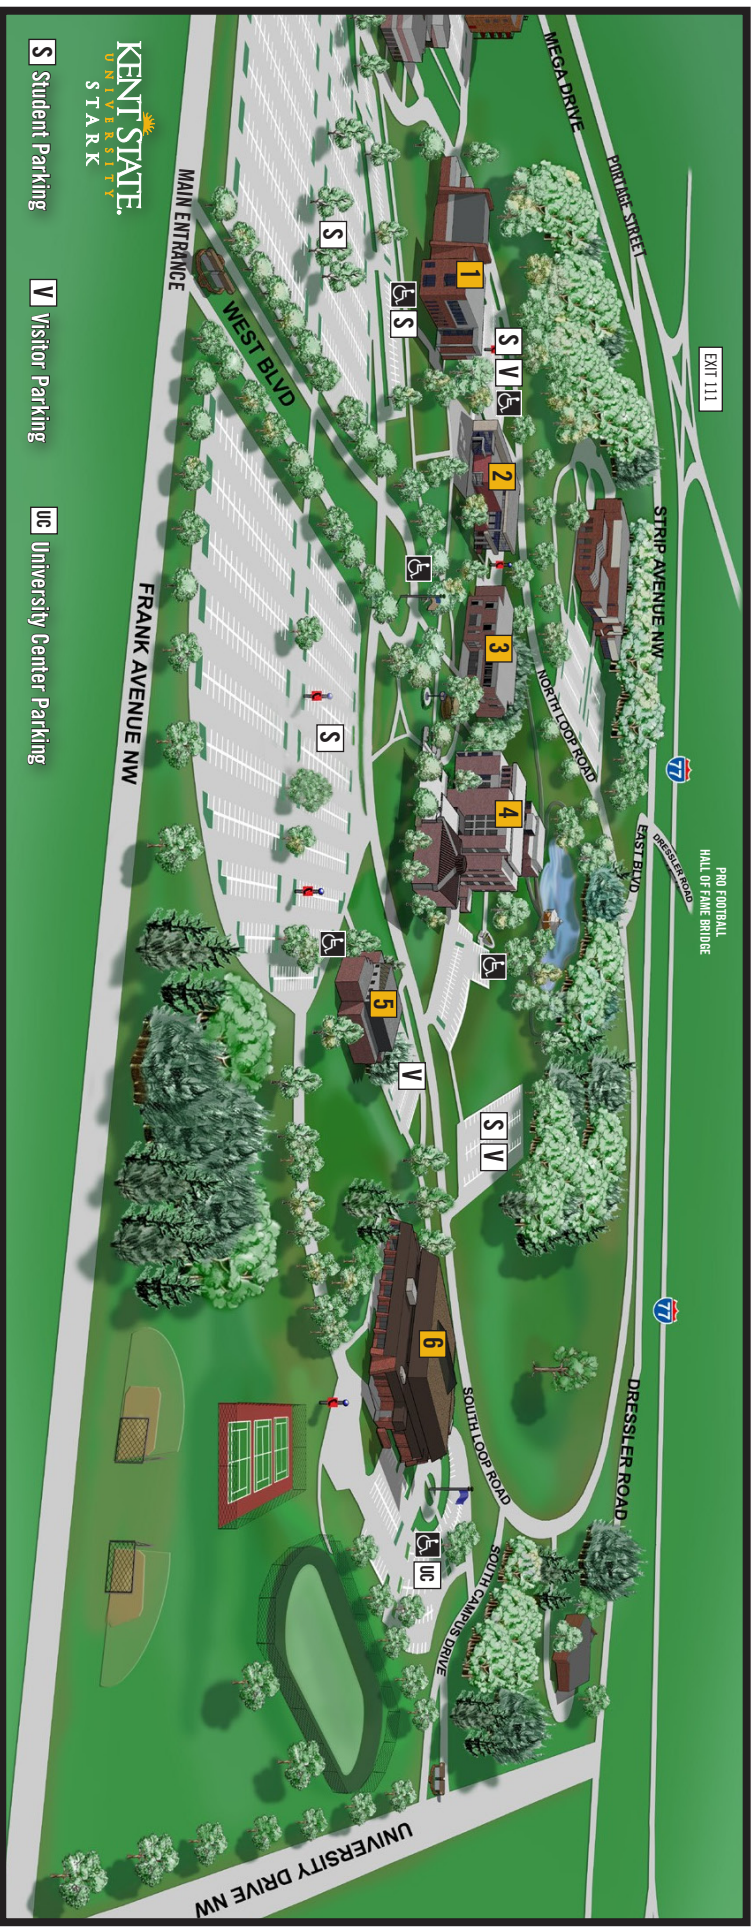 MEGA DRIVE
PORTAGE STREET
EXIT 111
STRIP AVENUE NW
77
PRO FOOTBALL
HALL OF FAME BRIDGE
DRESSLER ROAD
EAST BLVD
77
DRESSLER ROAD
NORTH LOOP ROAD
SOUTH LOOP ROAD
SOUTH CAMPUS DRIVE
UNIVERSITY DRIVE NW
1
2
3
4
5
6
S V
S
S
S
V
S V
UC
WEST BLVD
MAIN ENTRANCE
FRANK AVENUE NW
KENT STATE.
UNIVERSITY
STARK
S Student Parking
V Visitor Parking
UC University Center Parking